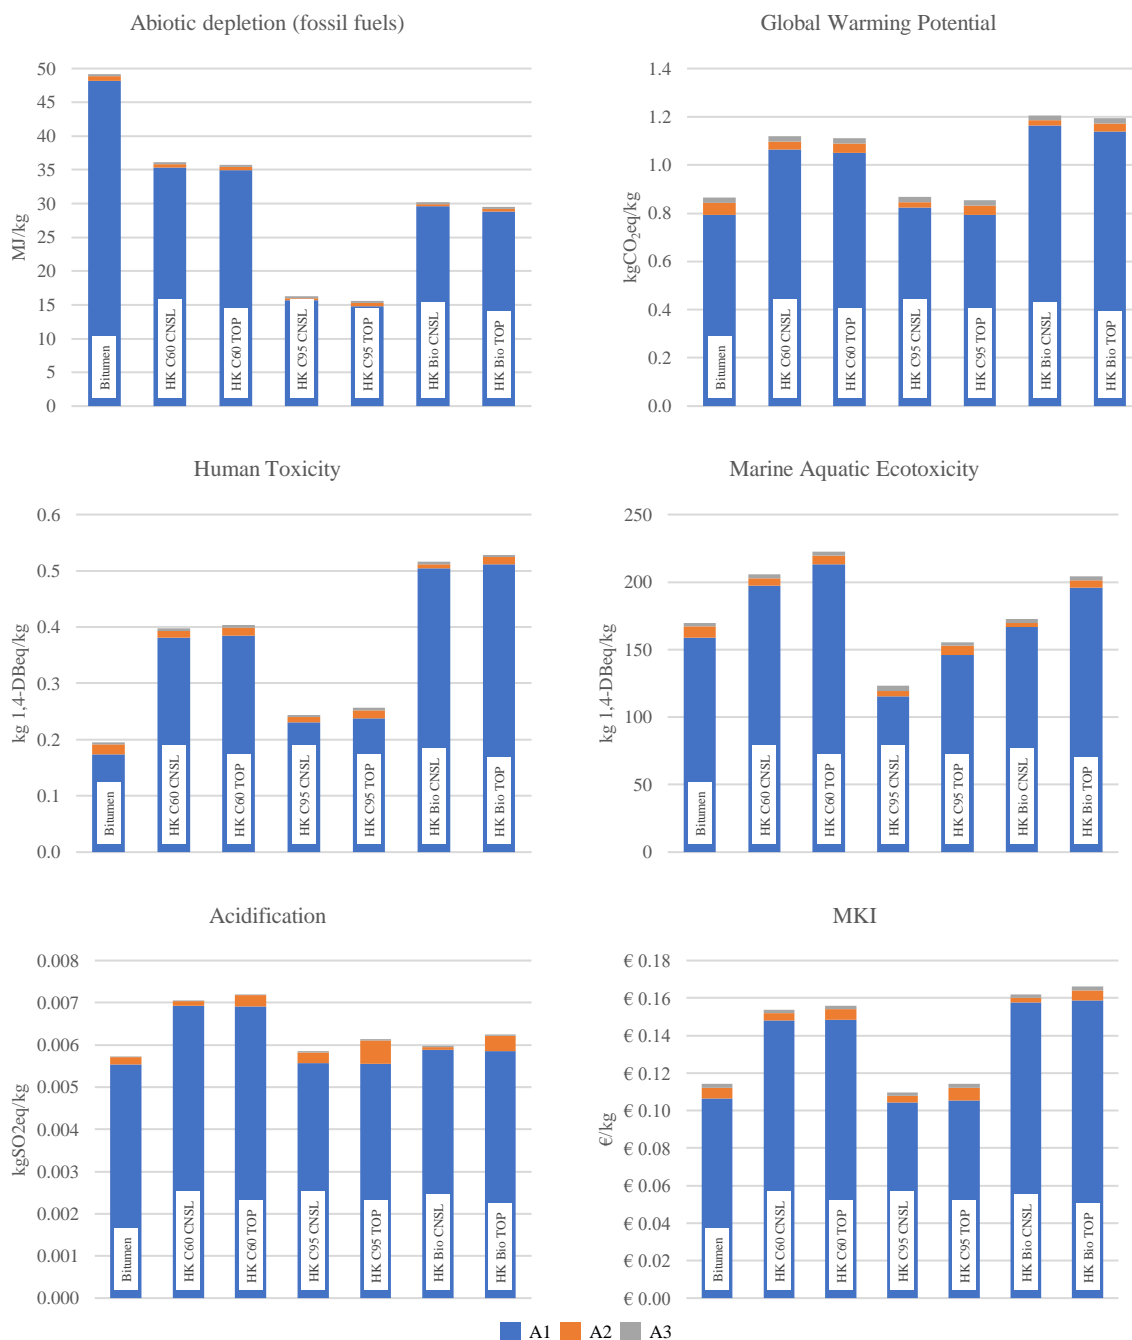 Abiotic depletion (fossil fuels)
50
45
40
35
30
25
20
15
10
5
0
MJ/kg
Bitumen
HK C60 CNSL
HK C60 TOP
HK C95 CNSL
HK C95 TOP
HK Bio CNSL
HK Bio TOP
Global Warming Potential
1.4
1.2
1.0
0.8
0.6
0.4
0.2
0.0
kgCO₂eq/kg
Bitumen
HK C60 CNSL
HK C60 TOP
HK C95 CNSL
HK C95 TOP
HK Bio CNSL
HK Bio TOP
Human Toxicity
0.6
0.5
0.4
0.3
0.2
0.1
0.0
kg 1,4-DBeq/kg
Bitumen
HK C60 CNSL
HK C60 TOP
HK C95 CNSL
HK C95 TOP
HK Bio CNSL
HK Bio TOP
Marine Aquatic Ecotoxicity
250
200
150
100
50
0
kg 1,4-DBeq/kg
Bitumen
HK C60 CNSL
HK C60 TOP
HK C95 CNSL
HK C95 TOP
HK Bio CNSL
HK Bio TOP
Acidification
0.008
0.007
0.006
0.005
0.004
0.003
0.002
0.001
0.000
kgSO2eq/kg
Bitumen
HK C60 CNSL
HK C60 TOP
HK C95 CNSL
HK C95 TOP
HK Bio CNSL
HK Bio TOP
MKI
€ 0.18
€ 0.16
€ 0.14
€ 0.12
€ 0.10
€ 0.08
€ 0.06
€ 0.04
€ 0.02
€ 0.00
€/kg
Bitumen
HK C60 CNSL
HK C60 TOP
HK C95 CNSL
HK C95 TOP
HK Bio CNSL
HK Bio TOP
A1 A2 A3